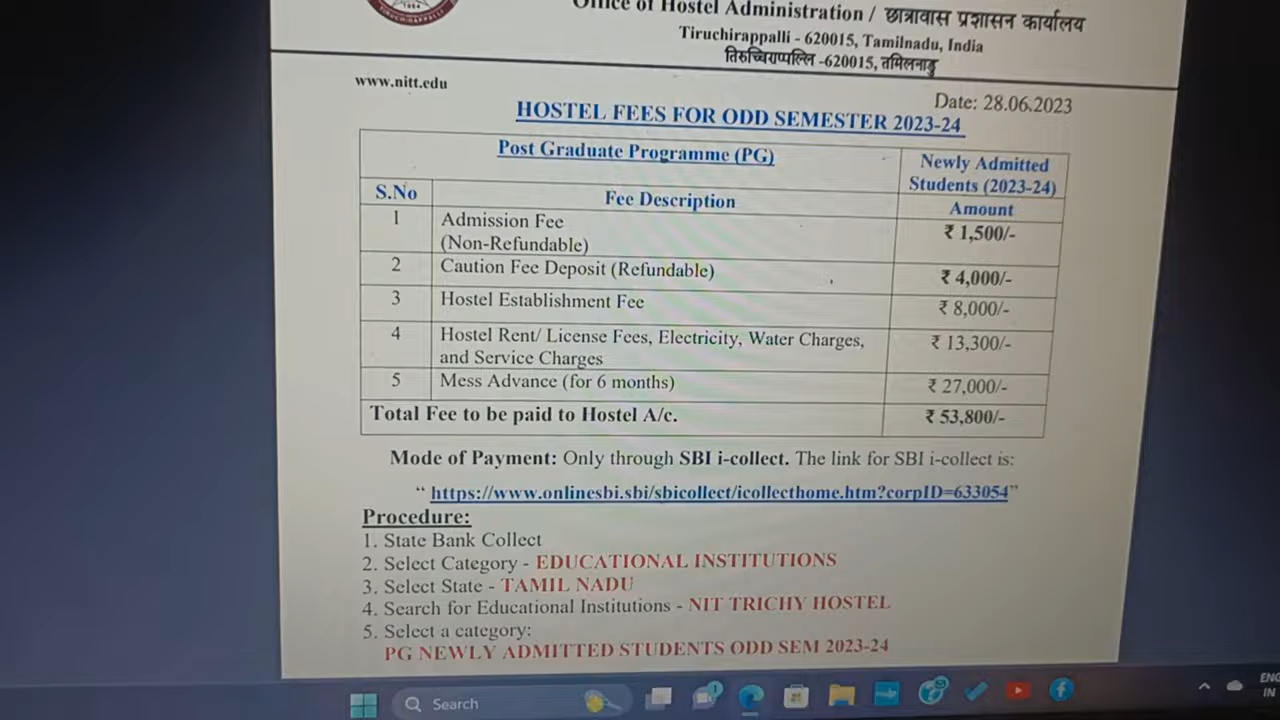 TIRUCHIRAPPALLI
1964
Office of Hostel Administration / छात्रावास प्रशासन कार्यालय
Tiruchirappalli - 620015, Tamilnadu, India
तिरुच्चिराप्पल्लि -620015, तमिलनाडु
www.nitt.edu
Date: 28.06.2023
HOSTEL FEES FOR ODD SEMESTER 2023-24
Post Graduate Programme (PG)
Newly Admitted
Students (2023-24)
S.No
Fee Description
Amount
1
Admission Fee
(Non-Refundable)
₹ 1,500/-
2
Caution Fee Deposit (Refundable)
₹ 4,000/-
3
Hostel Establishment Fee
₹ 8,000/-
4
Hostel Rent/ License Fees, Electricity, Water Charges,
and Service Charges
₹ 13,300/-
5
Mess Advance (for 6 months)
₹ 27,000/-
Total Fee to be paid to Hostel A/c.
₹ 53,800/-
Mode of Payment: Only through SBI i-collect. The link for SBI i-collect is:
“ https://www.onlinesbi.sbi/sbicollect/icollecthome.htm?corpID=633054”
Procedure:
1. State Bank Collect
2. Select Category - EDUCATIONAL INSTITUTIONS
3. Select State - TAMIL NADU
4. Search for Educational Institutions - NIT TRICHY HOSTEL
5. Select a category:
PG NEWLY ADMITTED STUDENTS ODD SEM 2023-24
Search
1
ENG
IN